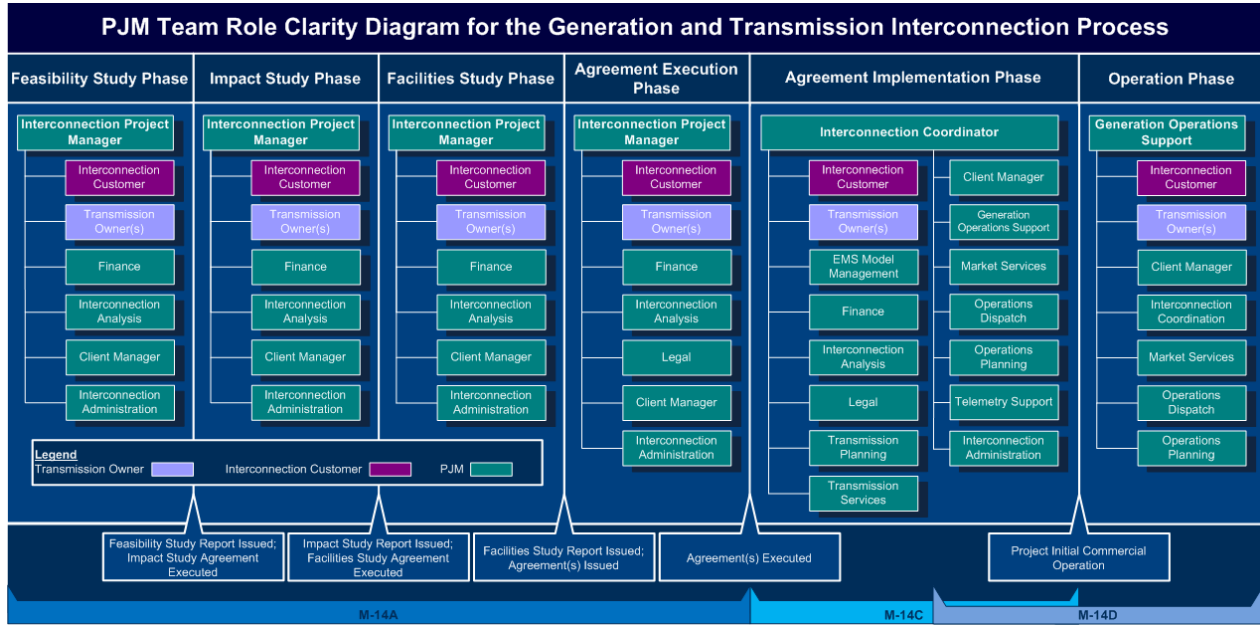 PJM Team Role Clarity Diagram for the Generation and Transmission Interconnection Process
Feasibility Study Phase
Interconnection Project
Manager
Interconnection
Customer
Transmission
Owner(s)
Finance
Interconnection
Analysis
Client Manager
Interconnection
Administration
Impact Study Phase
Interconnection Project
Manager
Interconnection
Customer
Transmission
Owner(s)
Finance
Interconnection
Analysis
Client Manager
Interconnection
Administration
Facilities Study Phase
Interconnection Project
Manager
Interconnection
Customer
Transmission
Owner(s)
Finance
Interconnection
Analysis
Client Manager
Interconnection
Administration
Agreement Execution
Phase
Interconnection Project
Manager
Interconnection
Customer
Transmission
Owner(s)
Finance
Interconnection
Analysis
Legal
Client Manager
Interconnection
Administration
Agreement Implementation Phase
Interconnection Coordinator
Interconnection
Customer
Transmission
Owner(s)
EMS Model
Management
Finance
Interconnection
Analysis
Legal
Transmission
Planning
Transmission
Services
Client Manager
Generation
Operations Support
Market Services
Operations
Dispatch
Operations
Planning
Telemetry Support
Interconnection
Administration
Operation Phase
Generation Operations
Support
Interconnection
Customer
Transmission
Owner(s)
Client Manager
Interconnection
Coordination
Market Services
Operations
Dispatch
Operations
Planning
Legend
Transmission Owner
Interconnection Customer
PJM
Feasibility Study Report Issued;
Impact Study Agreement
Executed
Impact Study Report Issued;
Facilities Study Agreement
Executed
Facilities Study Report Issued;
Agreement(s) Issued
Agreement(s) Executed
Project Initial Commercial
Operation
M-14A
M-14C
M-14D